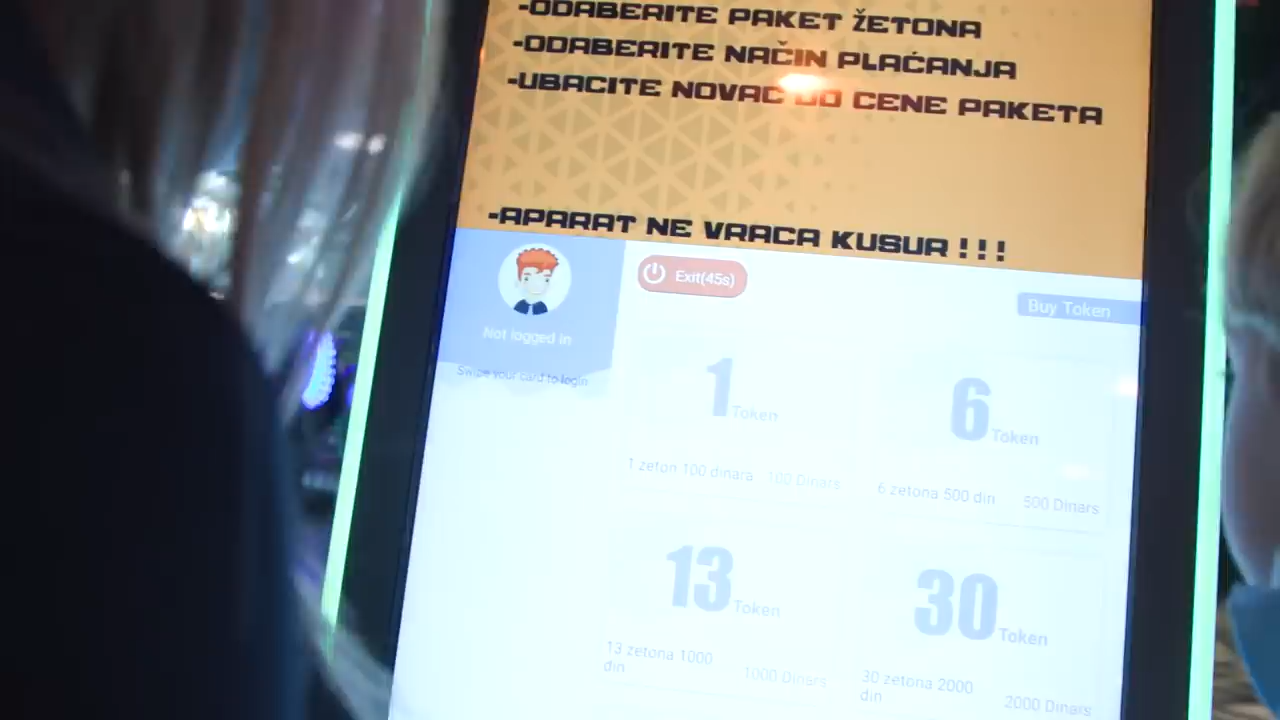 -ODABERITE PAKET ŽETONA
-ODABERITE NAČIN PLAĆANJA
-UBACITE NOVAC DO CENE PAKETA
-APARAT NE VRACA KUSUR !!!
Exit(45s)
Buy Token
Not logged in
Swipe your card to login
1 Token
6 Token
1 zeton 100 dinara 100 Dinars
6 zetona 500 din 500 Dinars
13 Token
30 Token
13 zetona 1000 din 1000 Dinars
30 zetona 2000 din 2000 Dinars